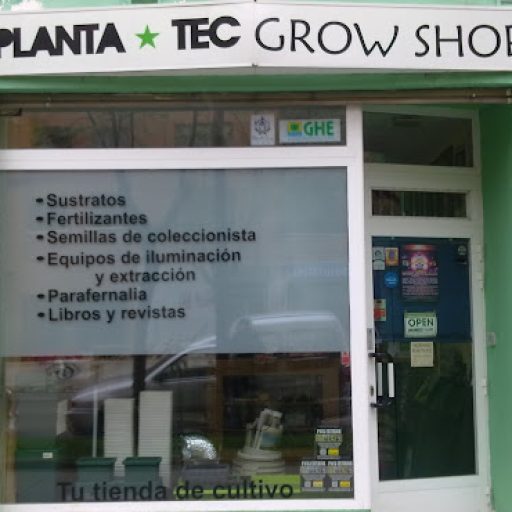 PLANTA ★ TEC GROW SHOP
GHE
• Sustratos
• Fertilizantes
• Semillas de coleccionista
• Equipos de iluminación
y extracción
• Parafernalia
• Libros y revistas
OPEN
Tu tienda de cultivo